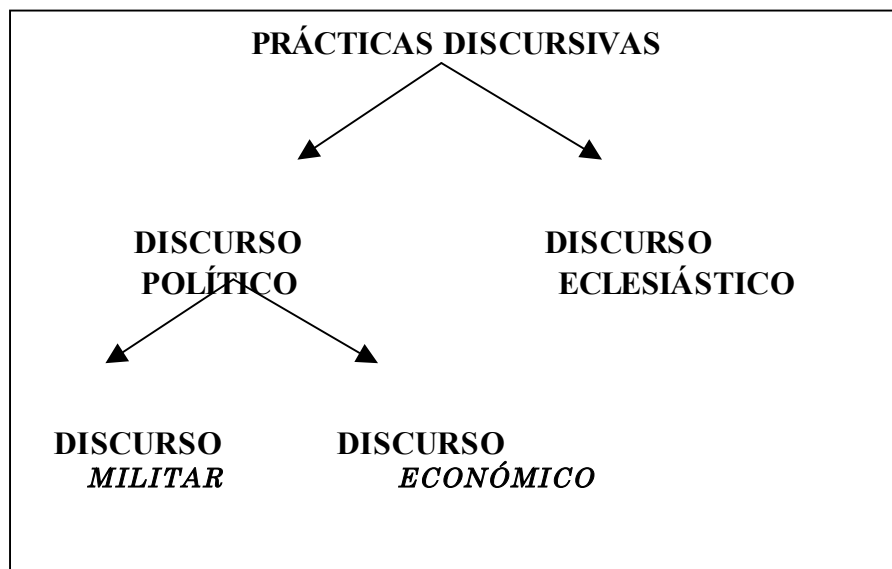 PRÁCTICAS DISCURSIVAS
DISCURSO
POLÍTICO
DISCURSO
ECLESIÁSTICO
DISCURSO
MILITAR
DISCURSO
ECONÓMICO